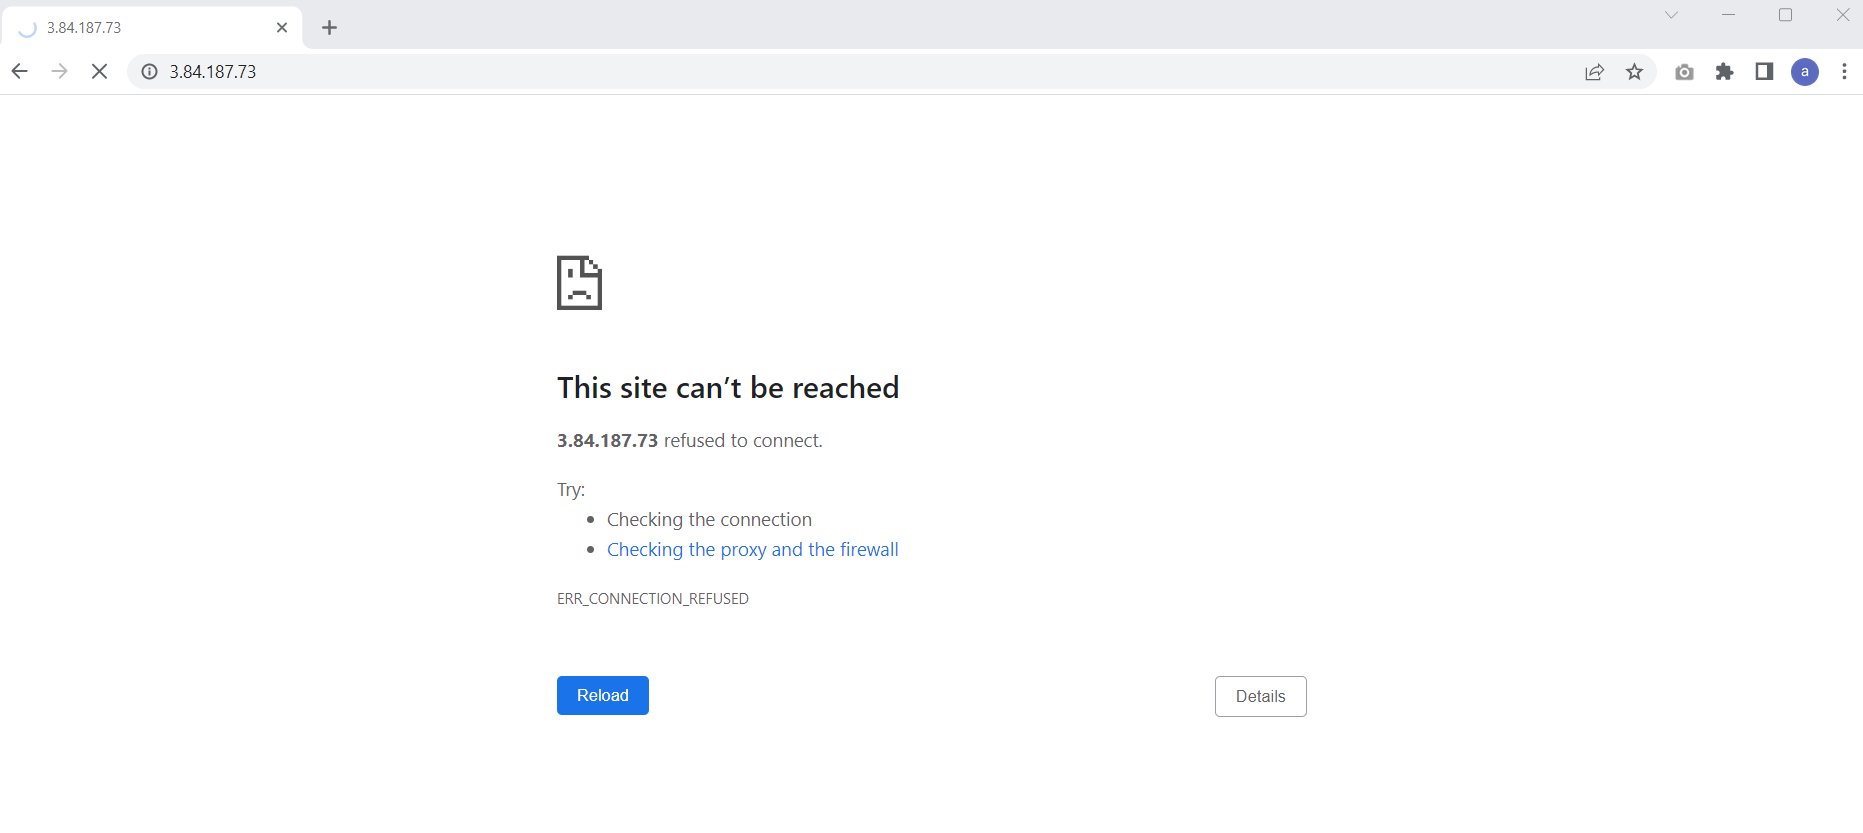 3.84.187.73
3.84.187.73
a
This site can’t be reached
3.84.187.73 refused to connect.
Try:
Checking the connection
Checking the proxy and the firewall
ERR_CONNECTION_REFUSED
Reload
Details